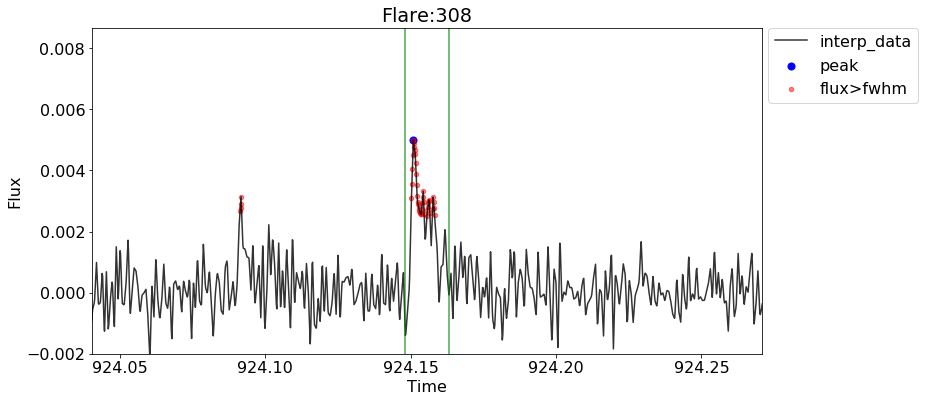 Flare:308
0.008
0.006
0.004
0.002
0.000
−0.002
Flux
924.05
924.10
924.15
924.20
924.25
Time
interp_data
peak
flux>fwhm